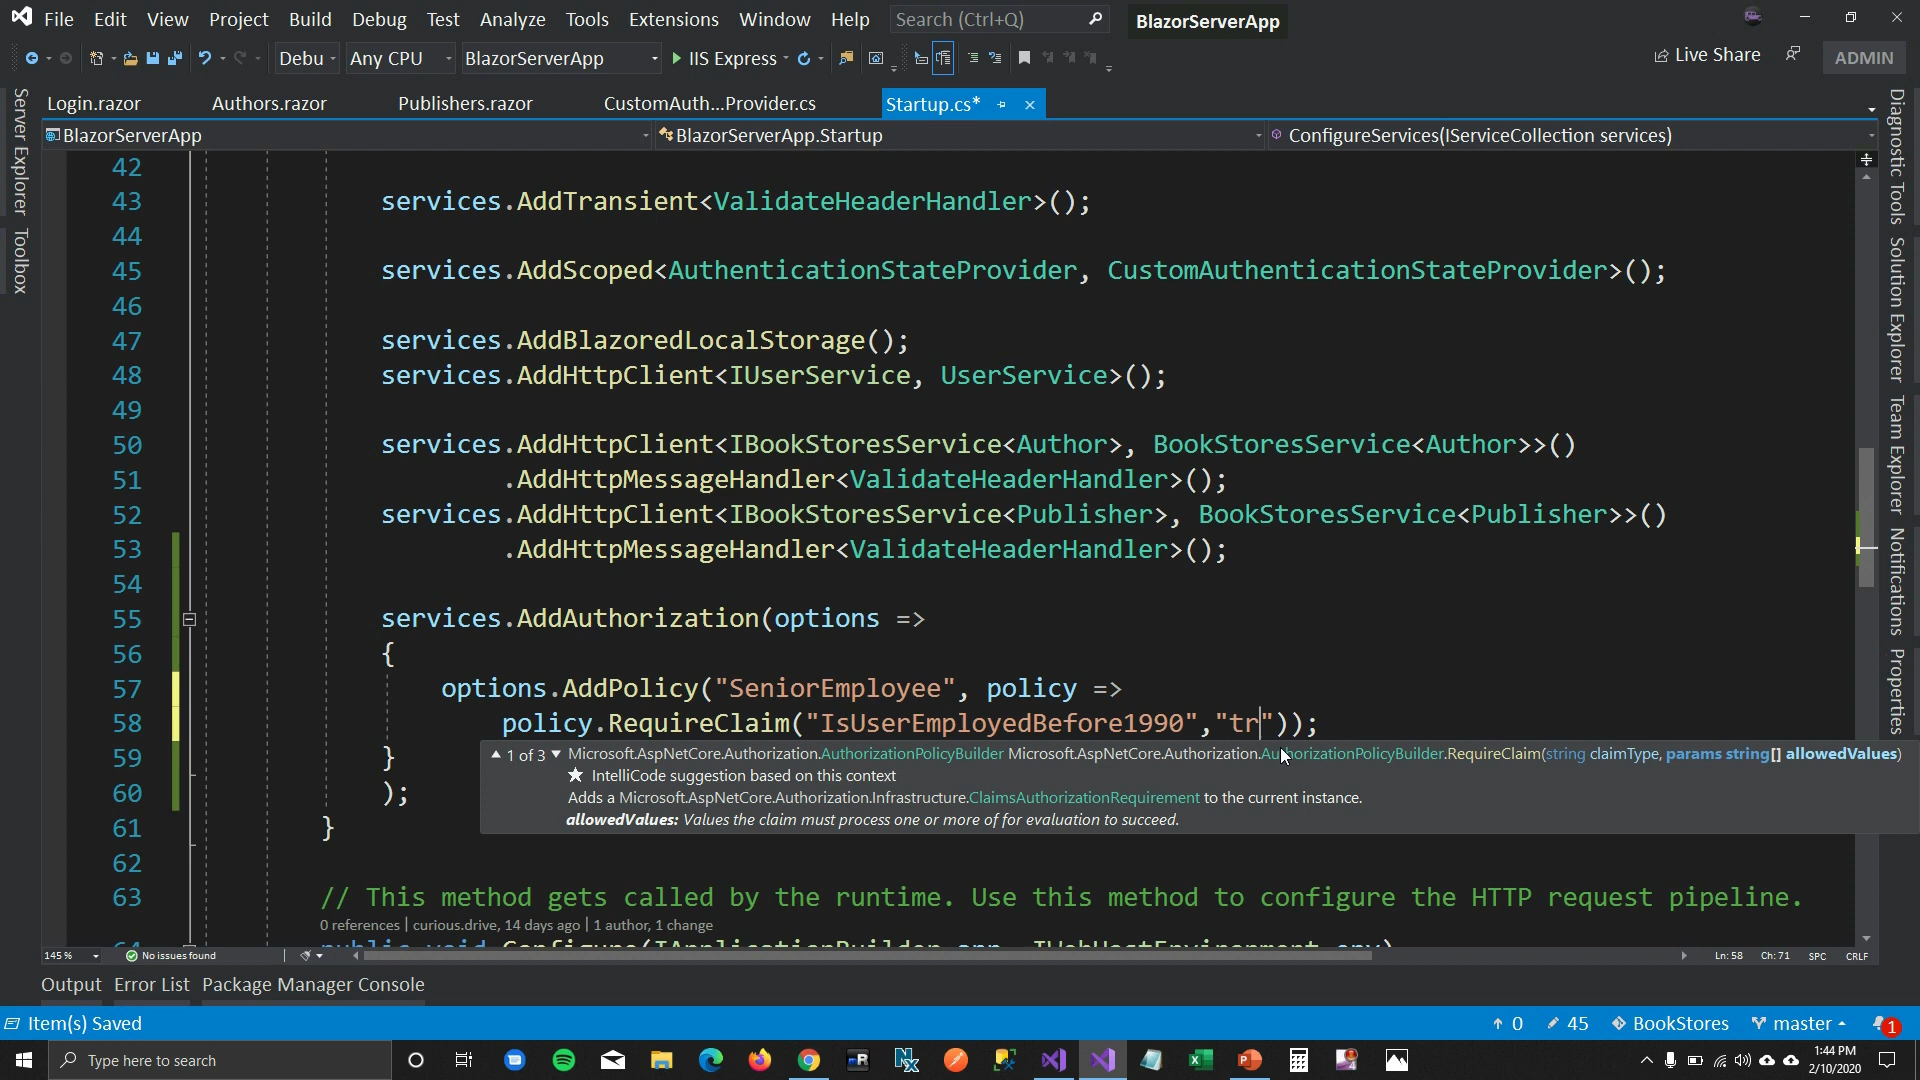 File Edit View Project Build Debug Test Analyze Tools Extensions Window Help Search (Ctrl+Q) BlazorServerApp
Debu Any CPU BlazorServerApp IIS Express Live Share ADMIN
Login.razor Authors.razor Publishers.razor CustomAuth...Provider.cs Startup.cs*
BlazorServerApp BlazorServerApp.Startup ConfigureServices(IServiceCollection services)
Server Explorer
Toolbox
42
43 services.AddTransient<ValidateHeaderHandler>();
44
45 services.AddScoped<AuthenticationStateProvider, CustomAuthenticationStateProvider>();
46
47 services.AddBlazoredLocalStorage();
48 services.AddHttpClient<IUserService, UserService>();
49
50 services.AddHttpClient<IBookStoresService<Author>, BookStoresService<Author>>()
51 .AddHttpMessageHandler<ValidateHeaderHandler>();
52 services.AddHttpClient<IBookStoresService<Publisher>, BookStoresService<Publisher>>()
53 .AddHttpMessageHandler<ValidateHeaderHandler>();
54
55 services.AddAuthorization(options =>
56 {
57 options.AddPolicy("SeniorEmployee", policy =>
58 policy.RequireClaim("IsUserEmployedBefore1990","tr"));
59 }
60 );
61 }
62
63 // This method gets called by the runtime. Use this method to configure the HTTP request pipeline.
0 references | curious.drive, 14 days ago | 1 author, 1 change
64 public void Configure(IApplicationBuilder app, IWebHostEnvironment env)
1 of 3 Microsoft.AspNetCore.Authorization.AuthorizationPolicyBuilder Microsoft.AspNetCore.Authorization.AuthorizationPolicyBuilder.RequireClaim(string claimType, params string[] allowedValues)
IntelliCode suggestion based on this context
Adds a Microsoft.AspNetCore.Authorization.Infrastructure.ClaimsAuthorizationRequirement to the current instance.
allowedValues: Values the claim must process one or more of for evaluation to succeed.
Diagnostic Tools
Solution Explorer
Team Explorer
Notifications
Properties
145 % No issues found Ln: 58 Ch: 71 SPC CRLF
Output Error List Package Manager Console
Item(s) Saved 0 45 BookStores master 1
Type here to search 1:44 PM
2/10/2020